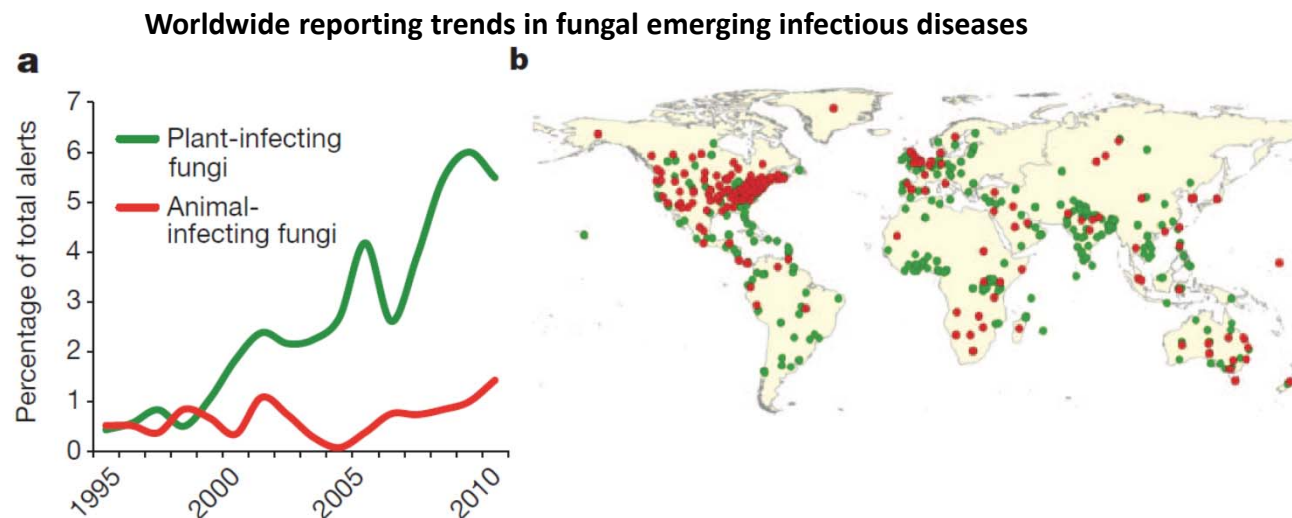 Worldwide reporting trends in fungal emerging infectious diseases
a
b
7
6
5
4
3
2
1
0
Percentage of total alerts
Plant-infecting
fungi
Animal-
infecting fungi
1995
2000
2005
2010